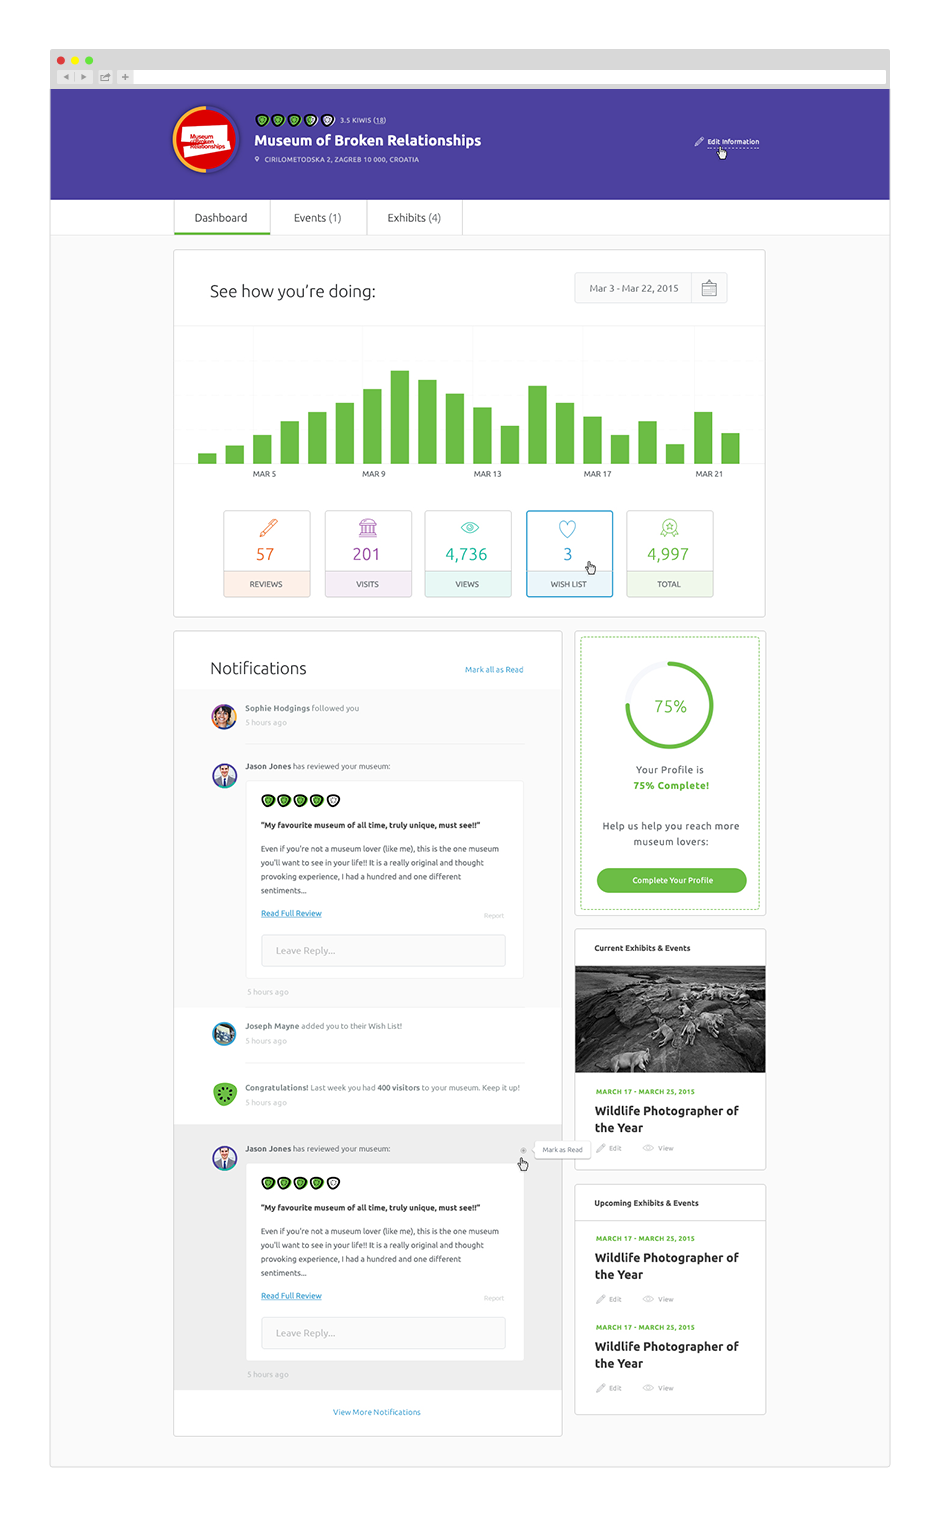 3.5 KIWIS (18)
Museum of Broken Relationships
Museum
of Broken
Relationships
CIRILOMETODSKA 2, ZAGREB 10 000, CROATIA
Edit Information
Dashboard
Events (1)
Exhibits (4)
See how you're doing:
Mar 3 - Mar 22, 2015
MAR 5
MAR 9
MAR 13
MAR 17
MAR 21
57
201
4,736
3
4,997
REVIEWS
VISITS
VIEWS
WISH LIST
TOTAL
Notifications
Mark all as Read
Sophie Hodgings followed you
5 hours ago
Jason Jones has reviewed your museum:
"My favourite museum of all time, truly unique, must see!!"
Even if you're not a museum lover (like me), this is the one museum
you'll want to see in your life!! It is a really original and thought
provoking experience, I had a hundred and one different
sentiments...
Read Full Review
Report
Leave Reply...
5 hours ago
Joseph Mayne added you to their Wish List!
5 hours ago
Congratulations! Last week you had 400 visitors to your museum. Keep it up!
5 hours ago
Jason Jones has reviewed your museum:
Mark as Read
"My favourite museum of all time, truly unique, must see!!"
Even if you're not a museum lover (like me), this is the one museum
you'll want to see in your life!! It is a really original and thought
provoking experience, I had a hundred and one different
sentiments...
Read Full Review
Report
Leave Reply...
5 hours ago
View More Notifications
75%
Your Profile is
75% Complete!
Help us help you reach more
museum lovers:
Complete Your Profile
Current Exhibits & Events
MARCH 17 - MARCH 25, 2015
Wildlife Photographer of
the Year
Edit
View
Upcoming Exhibits & Events
MARCH 17 - MARCH 25, 2015
Wildlife Photographer of
the Year
Edit
View
MARCH 17 - MARCH 25, 2015
Wildlife Photographer of
the Year
Edit
View